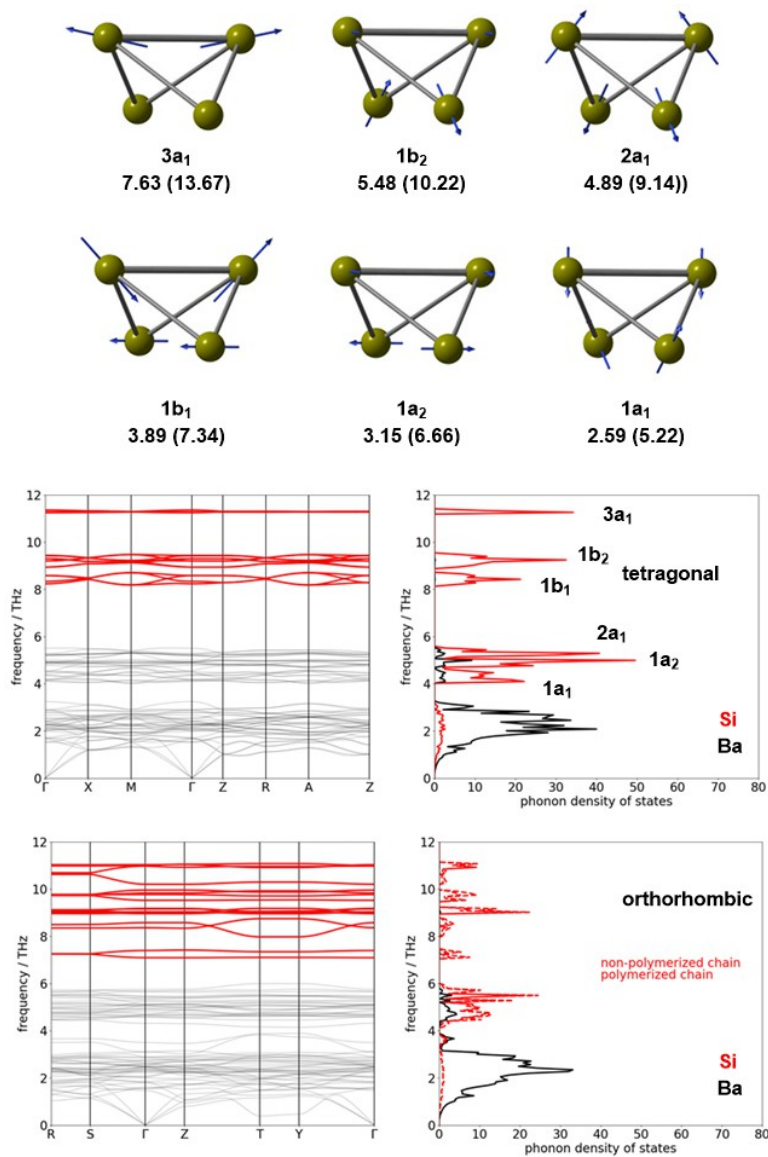 3a₁ 1b₂ 2a₁
7.63 (13.67) 5.48 (10.22) 4.89 (9.14))
1b₁ 1a₂ 1a₁
3.89 (7.34) 3.15 (6.66) 2.59 (5.22)
frequency / THz
12
10
8
6
4
2
0
Γ X M Γ Z R A Z
frequency / THz
12
10
8
6
4
2
0
3a₁
1b₂
tetragonal
1b₁
2a₁
1a₂
1a₁
Si
Ba
0 10 20 30 40 50 60 70 80
phonon density of states
frequency / THz
12
10
8
6
4
2
0
R S Γ Z T Y Γ
frequency / THz
12
10
8
6
4
2
0
orthorhombic
non-polymerized chain
polymerized chain
Si
Ba
0 10 20 30 40 50 60 70 80
phonon density of states